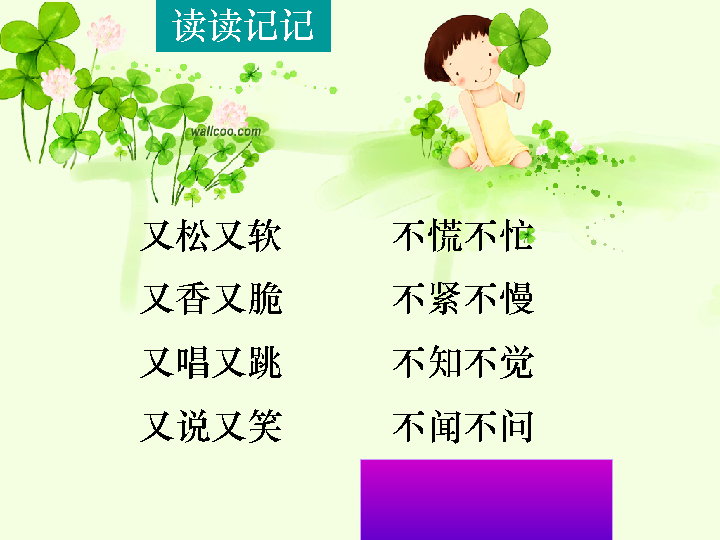 读读记记
wallcoo.com
又松又软 不慌不忙
又香又脆 不紧不慢
又唱又跳 不知不觉
又说又笑 不闻不问